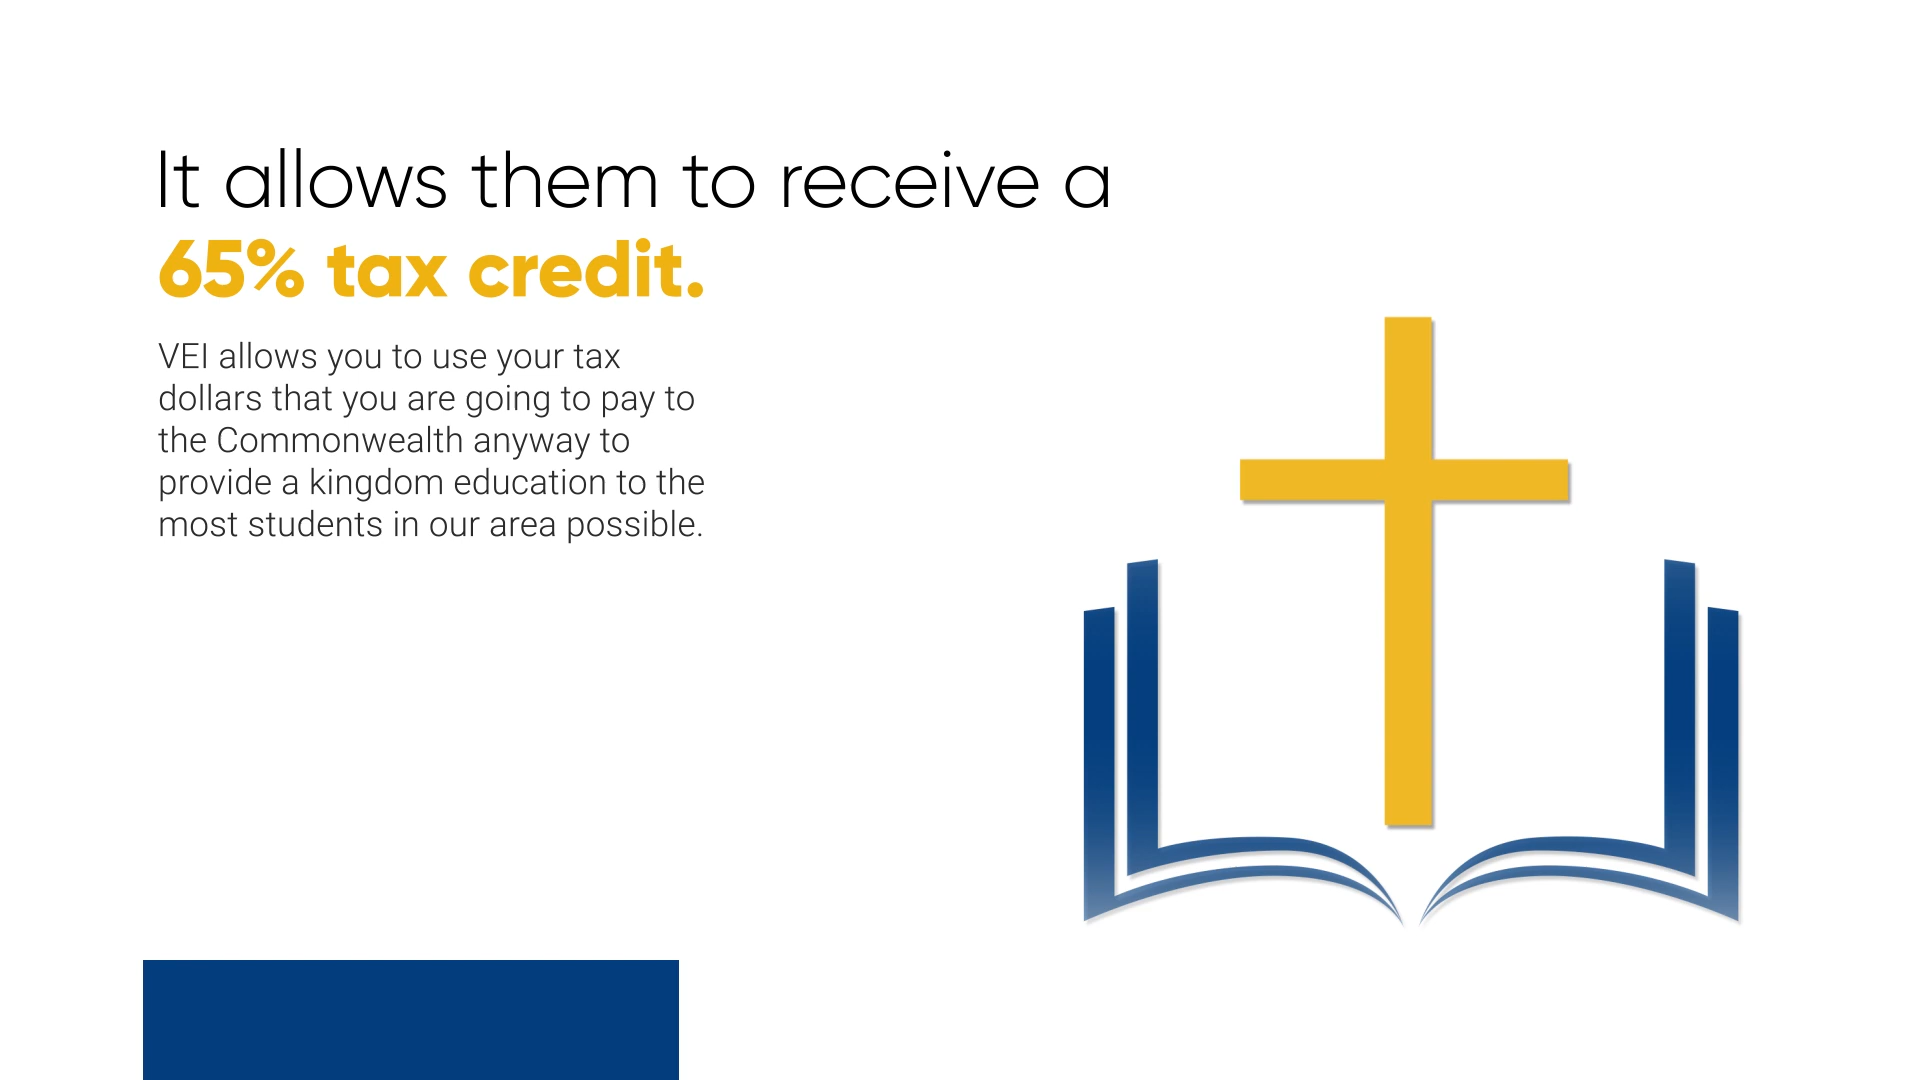 It allows them to receive a
65% tax credit.
VEI allows you to use your tax
dollars that you are going to pay to
the Commonwealth anyway to
provide a kingdom education to the
most students in our area possible.